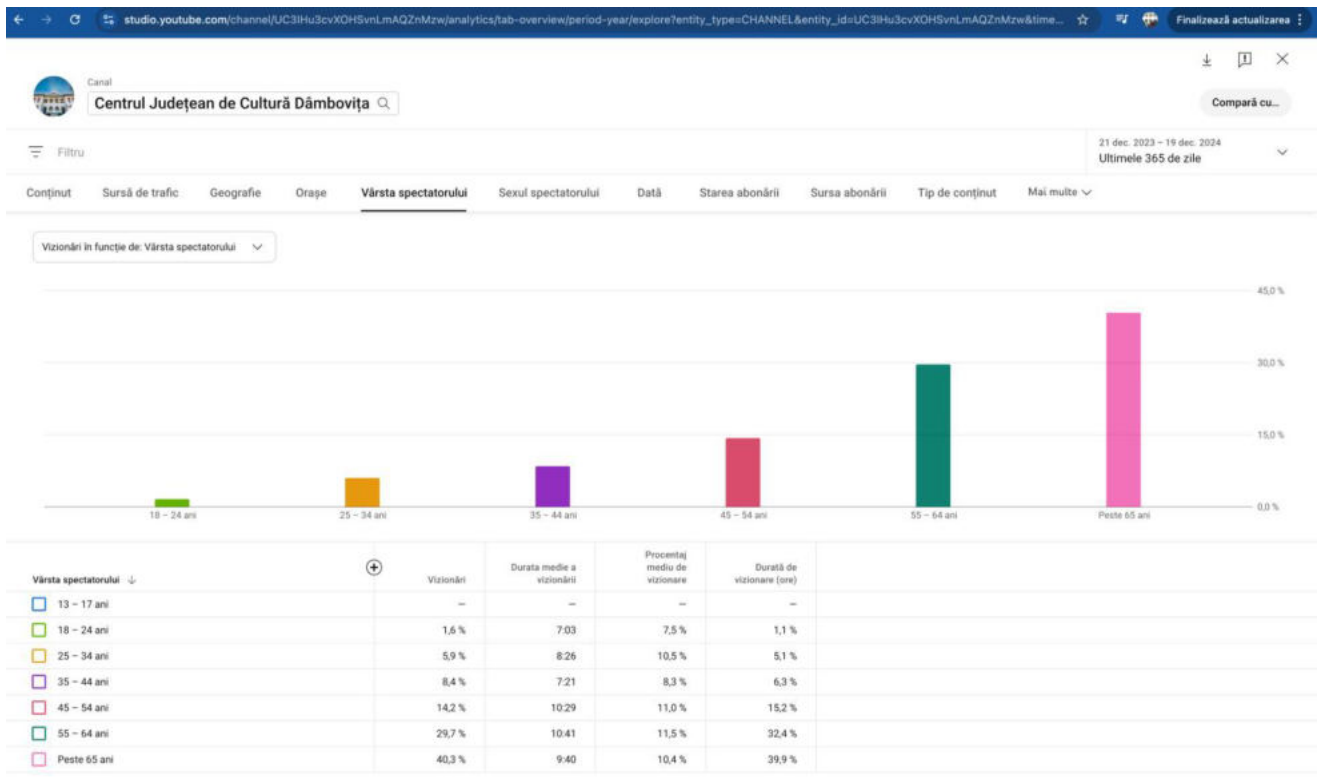 studio.youtube.com/channel/UC3IHu3cvXOHSvnLmAQZnMzw/analytics/tab-overview/period-year/explore?entity_type=CHANNEL&entity_id=UC3IHu3cvXOHSvnLmAQZnMzw&time... Finalizează actualizarea
Canal
Centrul Județean de Cultură Dâmbovița
Compară cu...
Filtru
21 dec. 2023 – 19 dec. 2024
Ultimele 365 de zile
Conținut Sursă de trafic Geografie Orașe Vârsta spectatorului Sexul spectatorului Dată Starea abonării Sursa abonării Tip de conținut Mai multe
Vizionări în funcție de: Vârsta spectatorului
45,0 %
30,0 %
15,0 %
0,0 %
18 – 24 ani 25 – 34 ani 35 – 44 ani 45 – 54 ani 55 – 64 ani Peste 65 ani
Vârsta spectatorului Vizionări Durata medie a vizionării Procentaj mediu de vizionare Durată de vizionare (ore)
13 – 17 ani – – – –
18 – 24 ani 1,6 % 7:03 7,5 % 1,1 %
25 – 34 ani 5,9 % 8:26 10,5 % 5,1 %
35 – 44 ani 8,4 % 7:21 8,3 % 6,3 %
45 – 54 ani 14,2 % 10:29 11,0 % 15,2 %
55 – 64 ani 29,7 % 10:41 11,5 % 32,4 %
Peste 65 ani 40,3 % 9:40 10,4 % 39,9 %